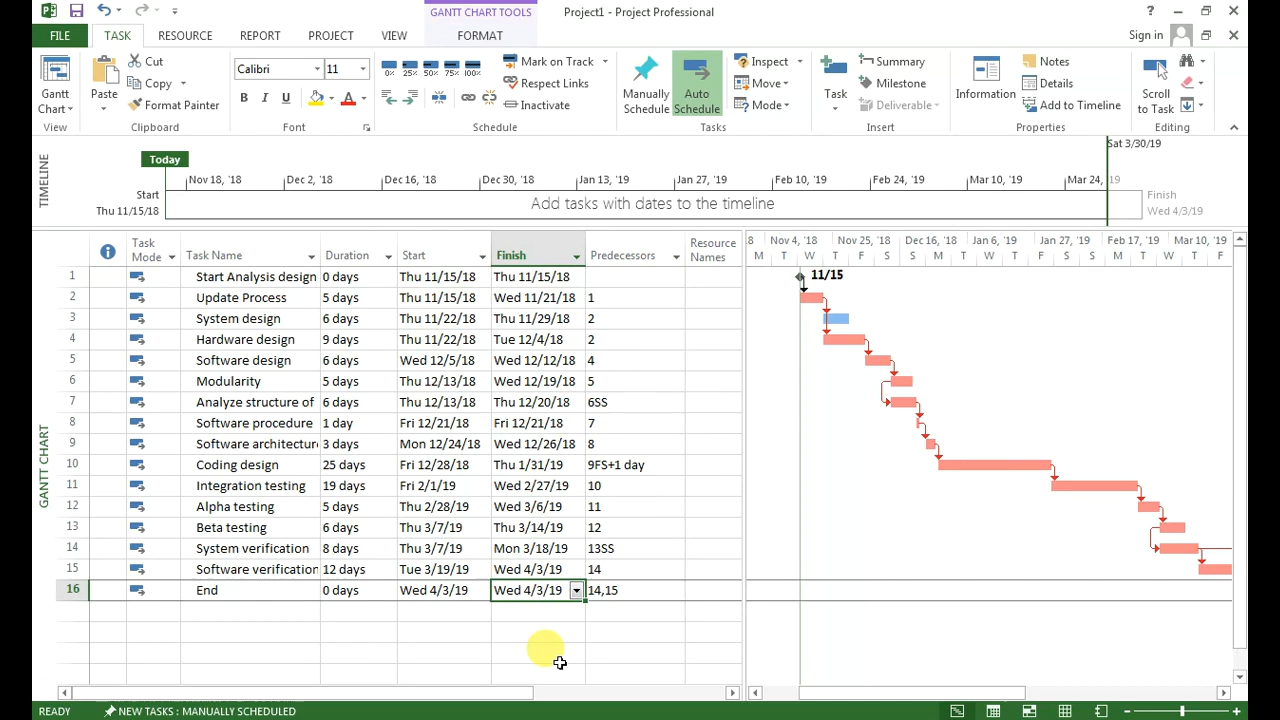 GANTT CHART TOOLS
Project1 - Project Professional
?
FILE TASK RESOURCE REPORT PROJECT VIEW FORMAT Sign in
Gantt Chart
View
Paste
Cut
Copy
Format Painter
Clipboard
Calibri 11
B I U A
Font
0% 25% 50% 75% 100%
Mark on Track
Respect Links
Inactivate
Schedule
Manually Schedule
Auto Schedule
Inspect
Move
Mode
Tasks
Task
Summary
Milestone
Deliverable
Insert
Information
Notes
Details
Add to Timeline
Properties
Scroll to Task
Editing
TIMELINE
Today
Sat 3/30/19
Nov 18, '18 Dec 2, '18 Dec 16, '18 Dec 30, '18 Jan 13, '19 Jan 27, '19 Feb 10, '19 Feb 24, '19 Mar 10, '19 Mar 24, '19
Start
Thu 11/15/18
Add tasks with dates to the timeline
Finish
Wed 4/3/19
GANTT CHART
Task Mode Task Name Duration Start Finish Predecessors Resource Names
8 Nov 4, '18 Nov 25, '18 Dec 16, '18 Jan 6, '19 Jan 27, '19 Feb 17, '19 Mar 10, '19
M T W T F S S M T W T F S S M T W T F
1 Start Analysis design 0 days Thu 11/15/18 Thu 11/15/18
2 Update Process 5 days Thu 11/15/18 Wed 11/21/18 1
3 System design 6 days Thu 11/22/18 Thu 11/29/18 2
4 Hardware design 9 days Thu 11/22/18 Tue 12/4/18 2
5 Software design 6 days Wed 12/5/18 Wed 12/12/18 4
6 Modularity 5 days Thu 12/13/18 Wed 12/19/18 5
7 Analyze structure of 6 days Thu 12/13/18 Thu 12/20/18 6SS
8 Software procedure 1 day Fri 12/21/18 Fri 12/21/18 7
9 Software architecture 3 days Mon 12/24/18 Wed 12/26/18 8
10 Coding design 25 days Fri 12/28/18 Thu 1/31/19 9FS+1 day
11 Integration testing 19 days Fri 2/1/19 Wed 2/27/19 10
12 Alpha testing 5 days Thu 2/28/19 Wed 3/6/19 11
13 Beta testing 6 days Thu 3/7/19 Thu 3/14/19 12
14 System verification 8 days Thu 3/7/19 Mon 3/18/19 13SS
15 Software verification 12 days Tue 3/19/19 Wed 4/3/19 14
16 End 0 days Wed 4/3/19 Wed 4/3/19 14,15
11/15
READY NEW TASKS : MANUALLY SCHEDULED